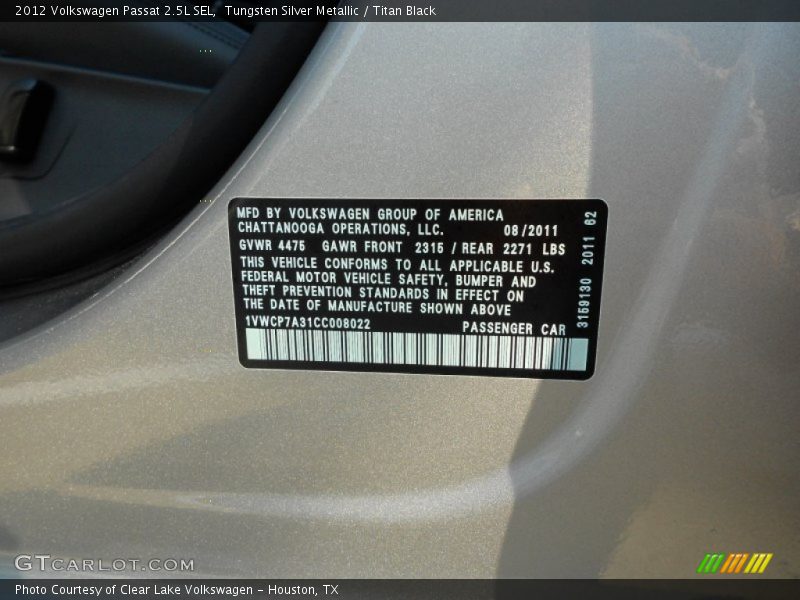 2012 Volkswagen Passat 2.5L SEL, Tungsten Silver Metallic / Titan Black
MFD BY VOLKSWAGEN GROUP OF AMERICA
CHATTANOOGA OPERATIONS, LLC. 08/2011
GVWR 4475 GAWR FRONT 2315 / REAR 2271 LBS
THIS VEHICLE CONFORMS TO ALL APPLICABLE U.S.
FEDERAL MOTOR VEHICLE SAFETY, BUMPER AND
THEFT PREVENTION STANDARDS IN EFFECT ON
THE DATE OF MANUFACTURE SHOWN ABOVE
1VWCP7A31CC008022 PASSENGER CAR
3159130 2011 62
GTCARLOT.COM
Photo Courtesy of Clear Lake Volkswagen - Houston, TX